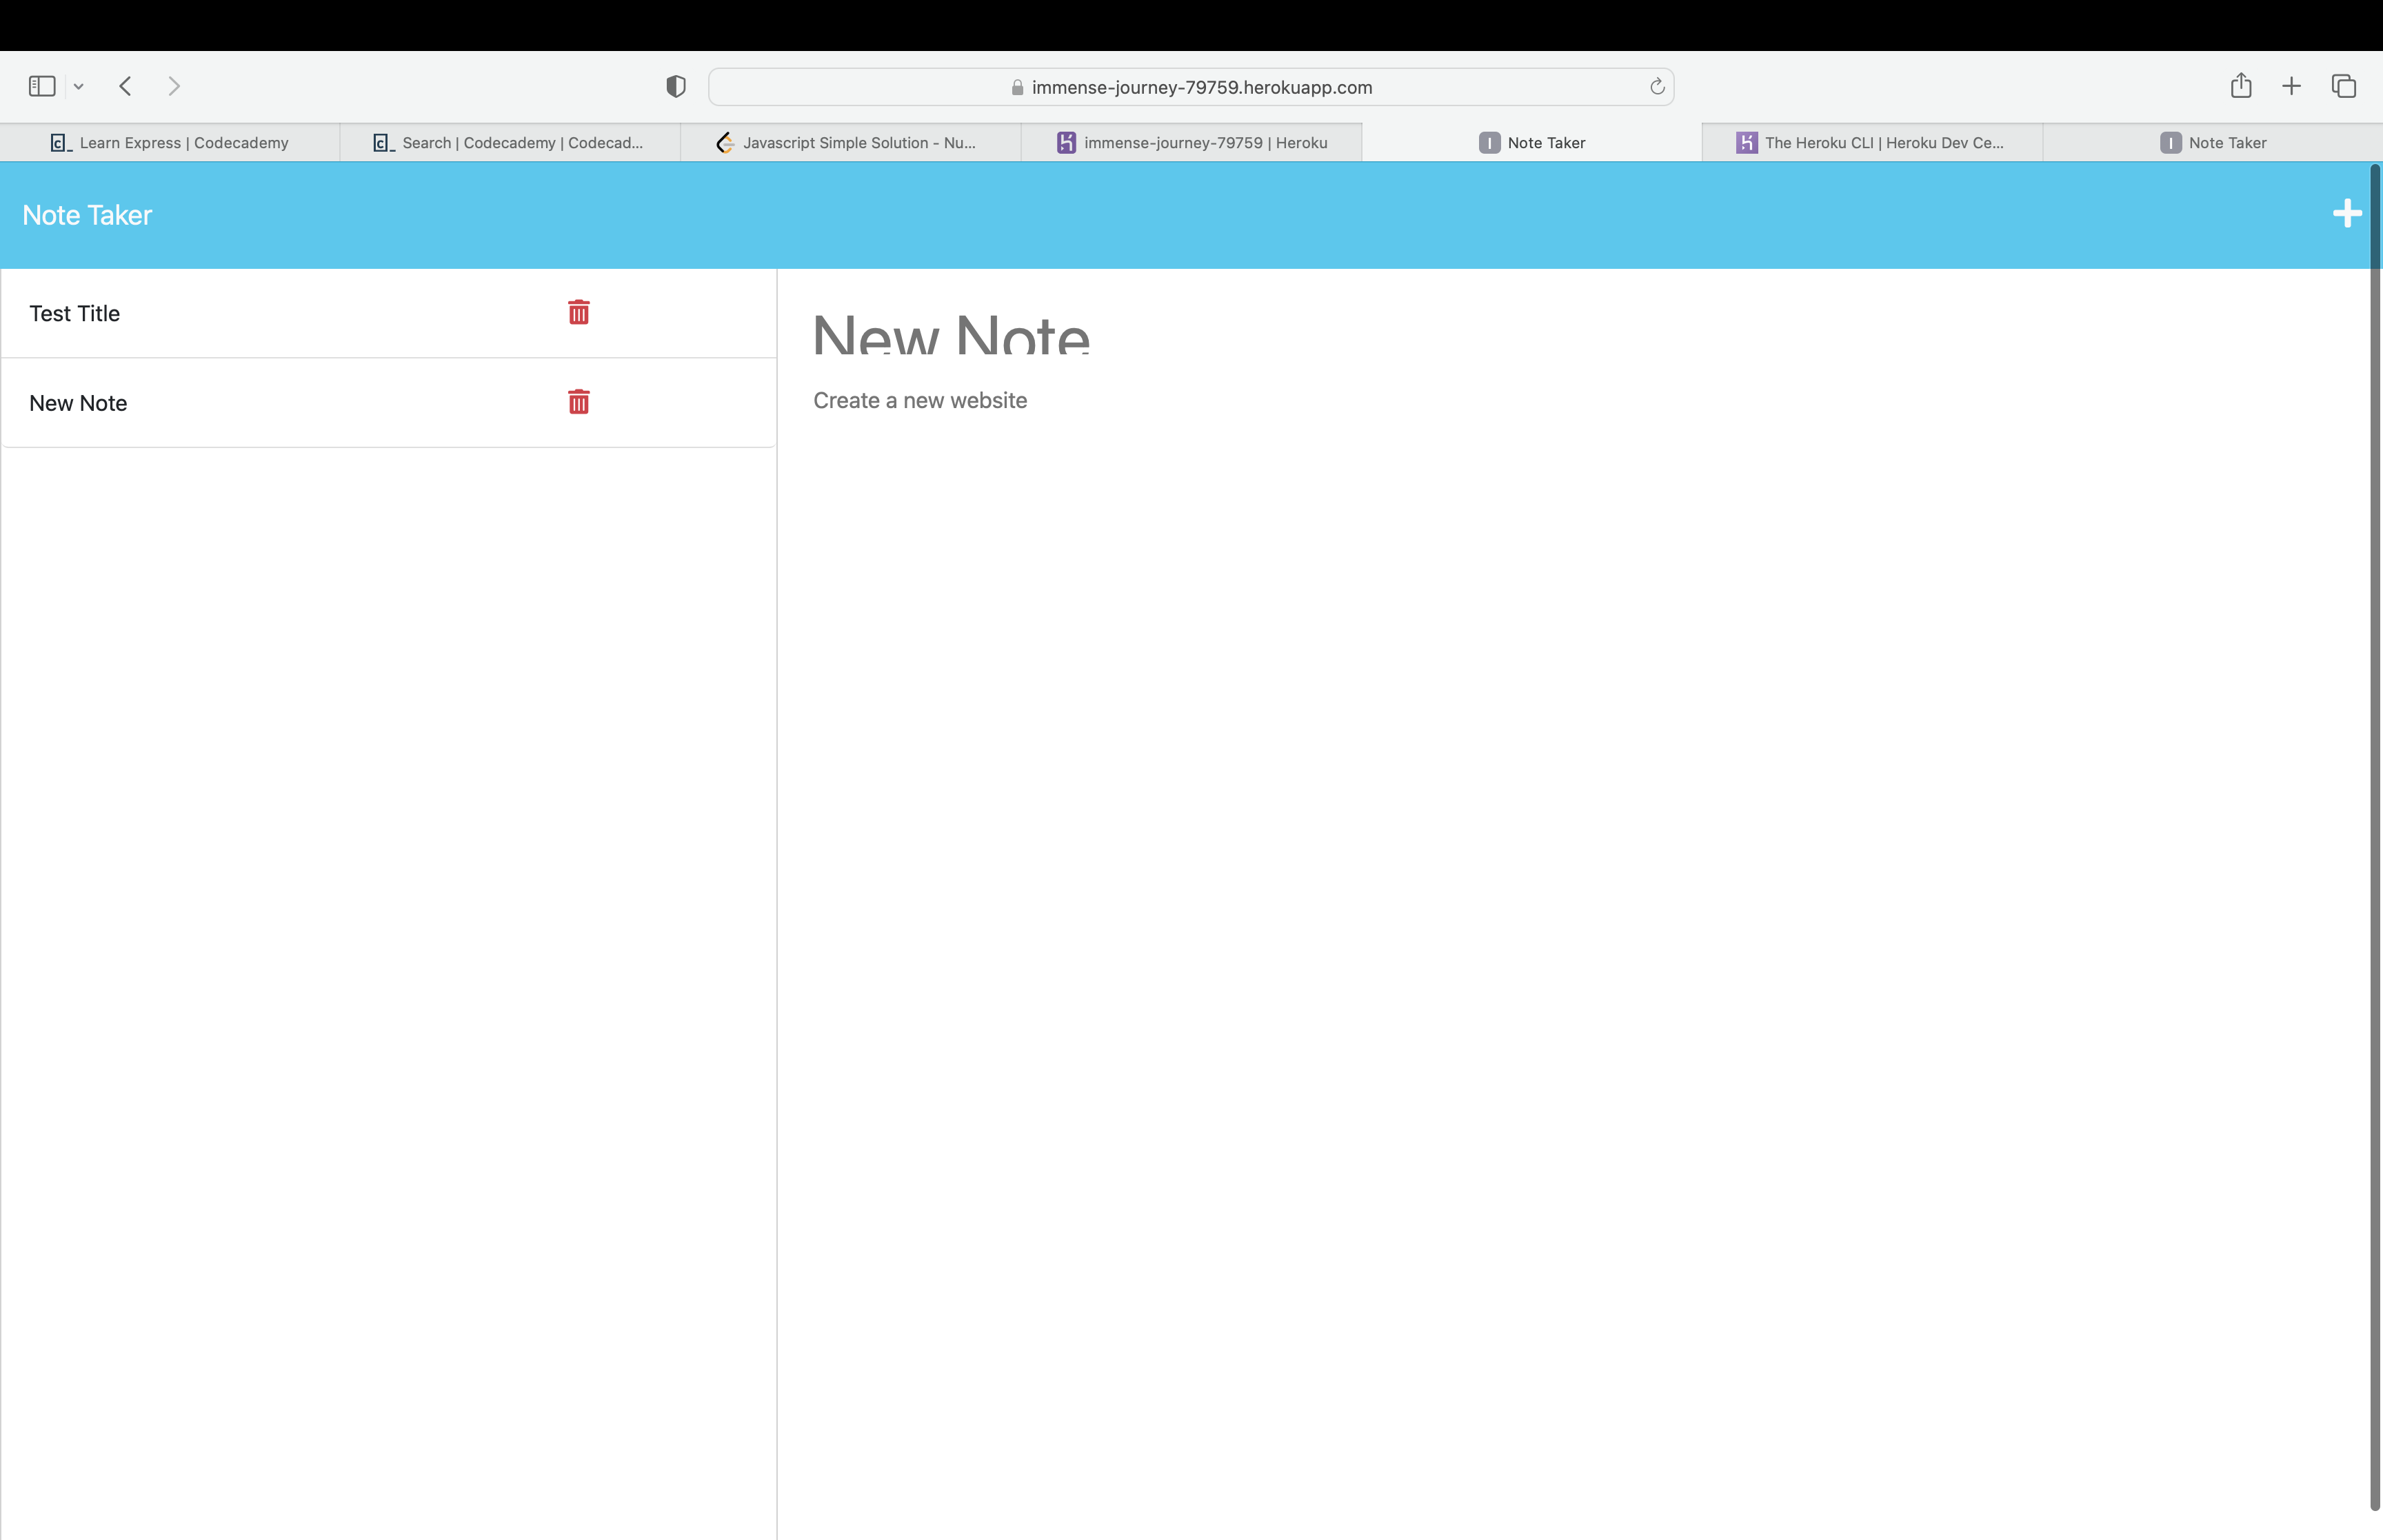 immense-journey-79759.herokuapp.com
Learn Express | Codecademy
Search | Codecademy | Codecad...
Javascript Simple Solution - Nu...
immense-journey-79759 | Heroku
I Note Taker
The Heroku CLI | Heroku Dev Ce...
I Note Taker
Note Taker
Test Title
New Note
New Note
Create a new website